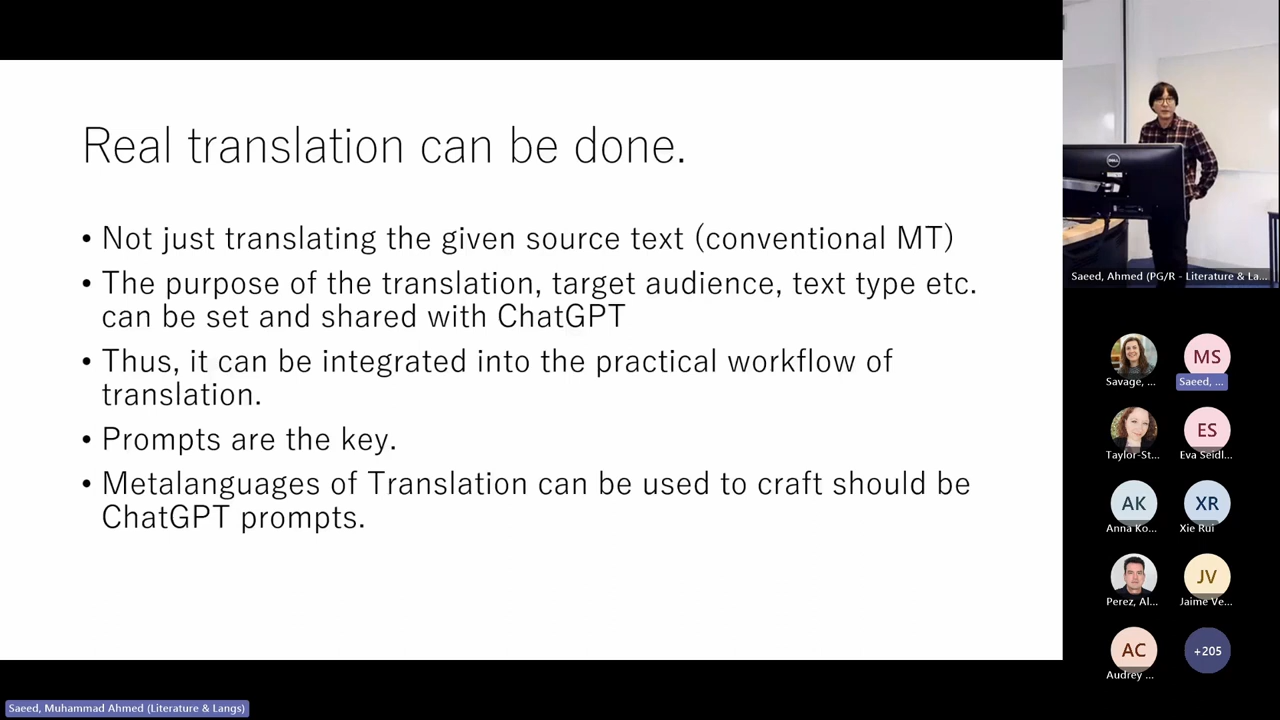 Real translation can be done.
• Not just translating the given source text (conventional MT)
• The purpose of the translation, target audience, text type etc.
can be set and shared with ChatGPT
• Thus, it can be integrated into the practical workflow of
translation.
• Prompts are the key.
• Metalanguages of Translation can be used to craft should be
ChatGPT prompts.
DELL
Saeed, Ahmed (PG/R - Literature & La...
MS
Savage, ...
Saeed, ...
ES
Taylor-St...
Eva Seidl...
AK
XR
Anna Ko...
Xie Rui
JV
Perez, Al...
Jaime Ve...
AC
+205
Audrey ...
Saeed, Muhammad Ahmed (Literature & Langs)